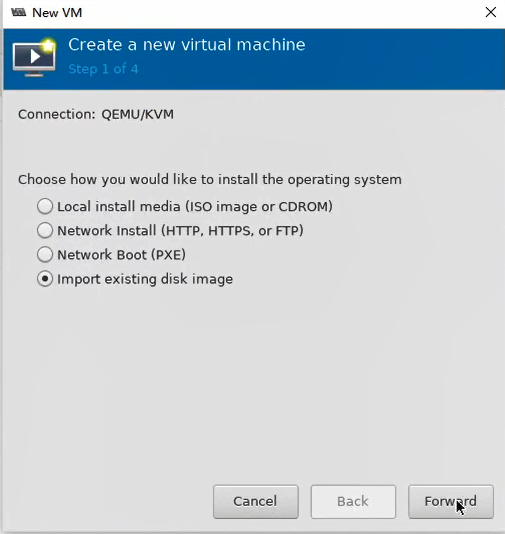 New VM
Create a new virtual machine
Step 1 of 4
Connection: QEMU/KVM
Choose how you would like to install the operating system
Local install media (ISO image or CDROM)
Network Install (HTTP, HTTPS, or FTP)
Network Boot (PXE)
Import existing disk image
Cancel Back Forward